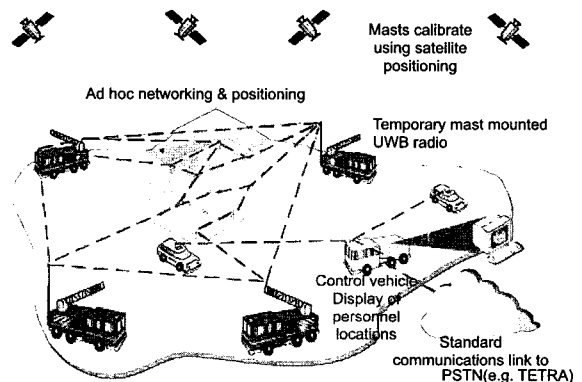 Masts calibrate
using satellite
positioning
Ad hoc networking & positioning
Temporary mast mounted
UWB radio
Control vehicle
Display of
personnel
locations
Standard
communications link to
PSTN(e.g. TETRA)